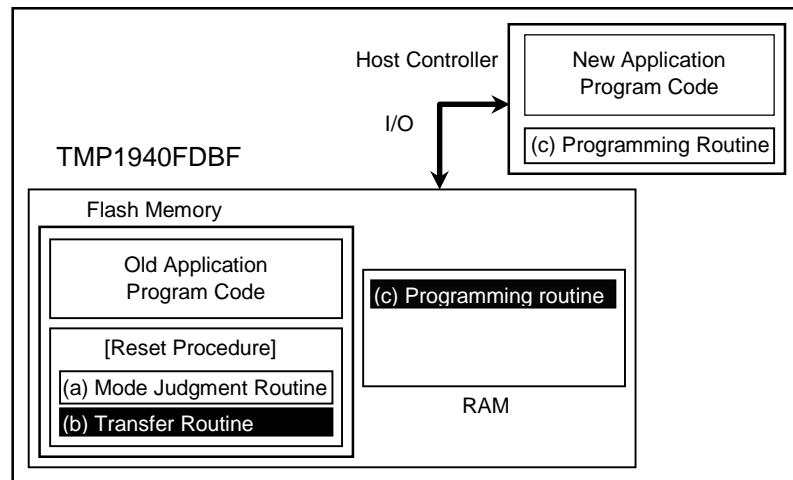 Host Controller
New Application
Program Code
(c) Programming Routine
I/O
TMP1940FDBF
Flash Memory
Old Application
Program Code
[Reset Procedure]
(a) Mode Judgment Routine
(b) Transfer Routine
(c) Programming routine
RAM